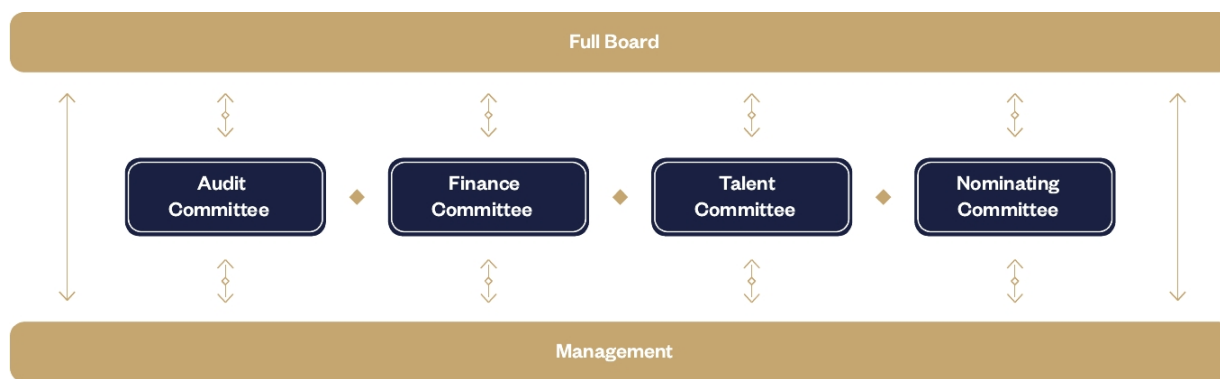 Full Board
Audit
Committee
Finance
Committee
Talent
Committee
Nominating
Committee
Management